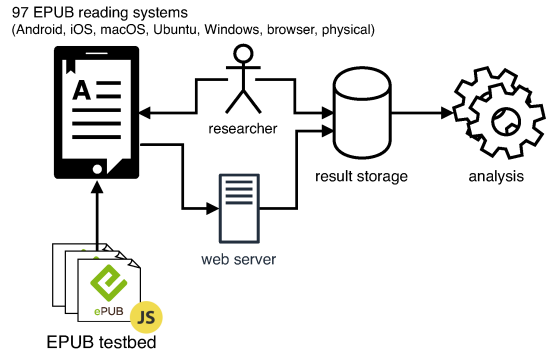 97 EPUB reading systems
(Android, iOS, macOS, Ubuntu, Windows, browser, physical)
A
researcher
result storage
analysis
web server
ePUB
JS
EPUB testbed